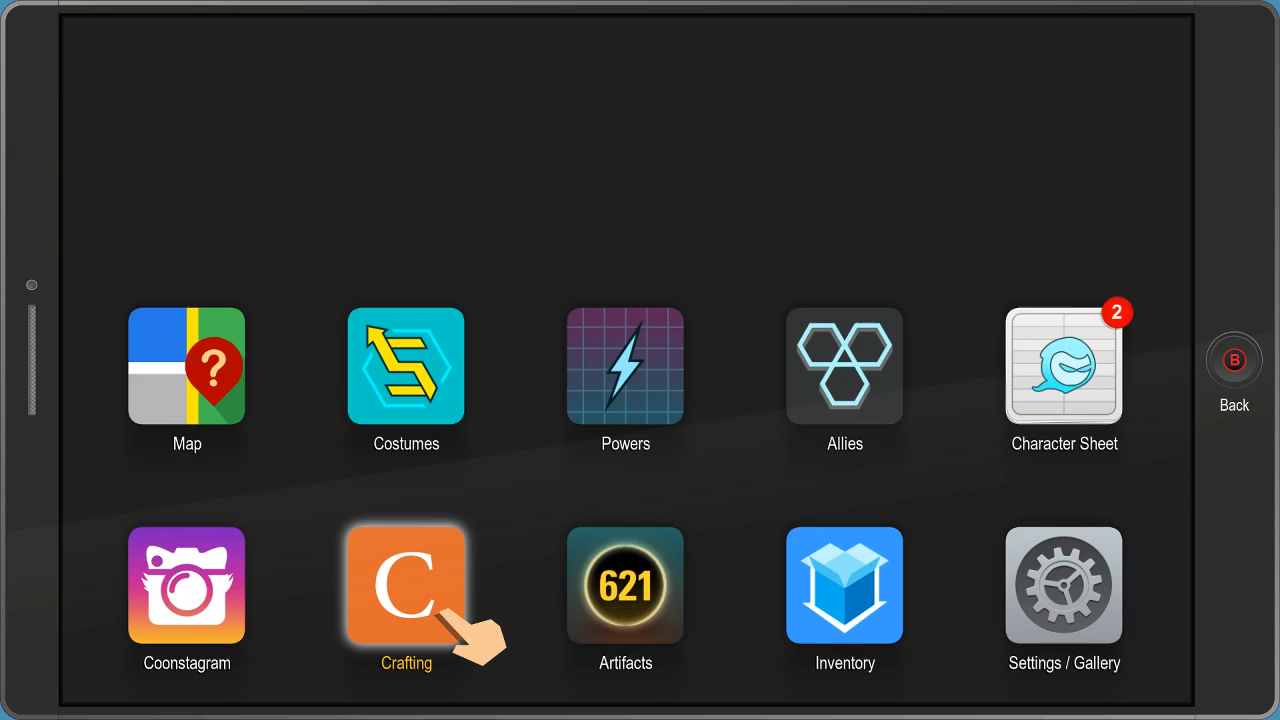 2
?
Map
Costumes
Powers
Allies
Character Sheet
B
Back
C
621
Coonstagram
Crafting
Artifacts
Inventory
Settings / Gallery